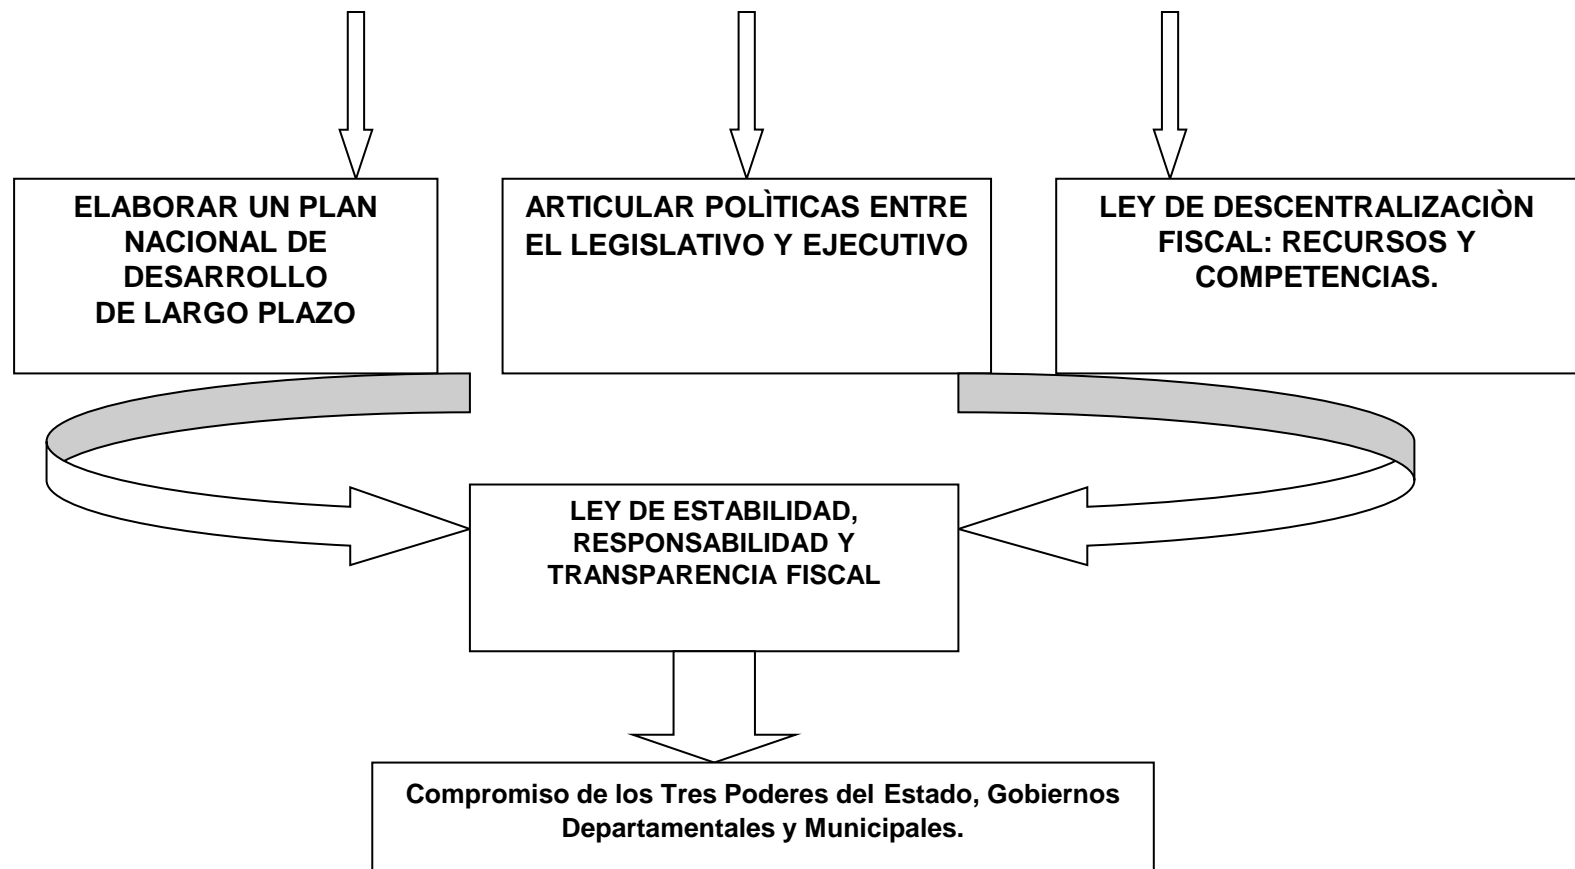 ELABORAR UN PLAN
NACIONAL DE
DESARROLLO
DE LARGO PLAZO
ARTICULAR POLÌTICAS ENTRE
EL LEGISLATIVO Y EJECUTIVO
LEY DE DESCENTRALIZACIÒN
FISCAL: RECURSOS Y
COMPETENCIAS.
LEY DE ESTABILIDAD,
RESPONSABILIDAD Y
TRANSPARENCIA FISCAL
Compromiso de los Tres Poderes del Estado, Gobiernos
Departamentales y Municipales.